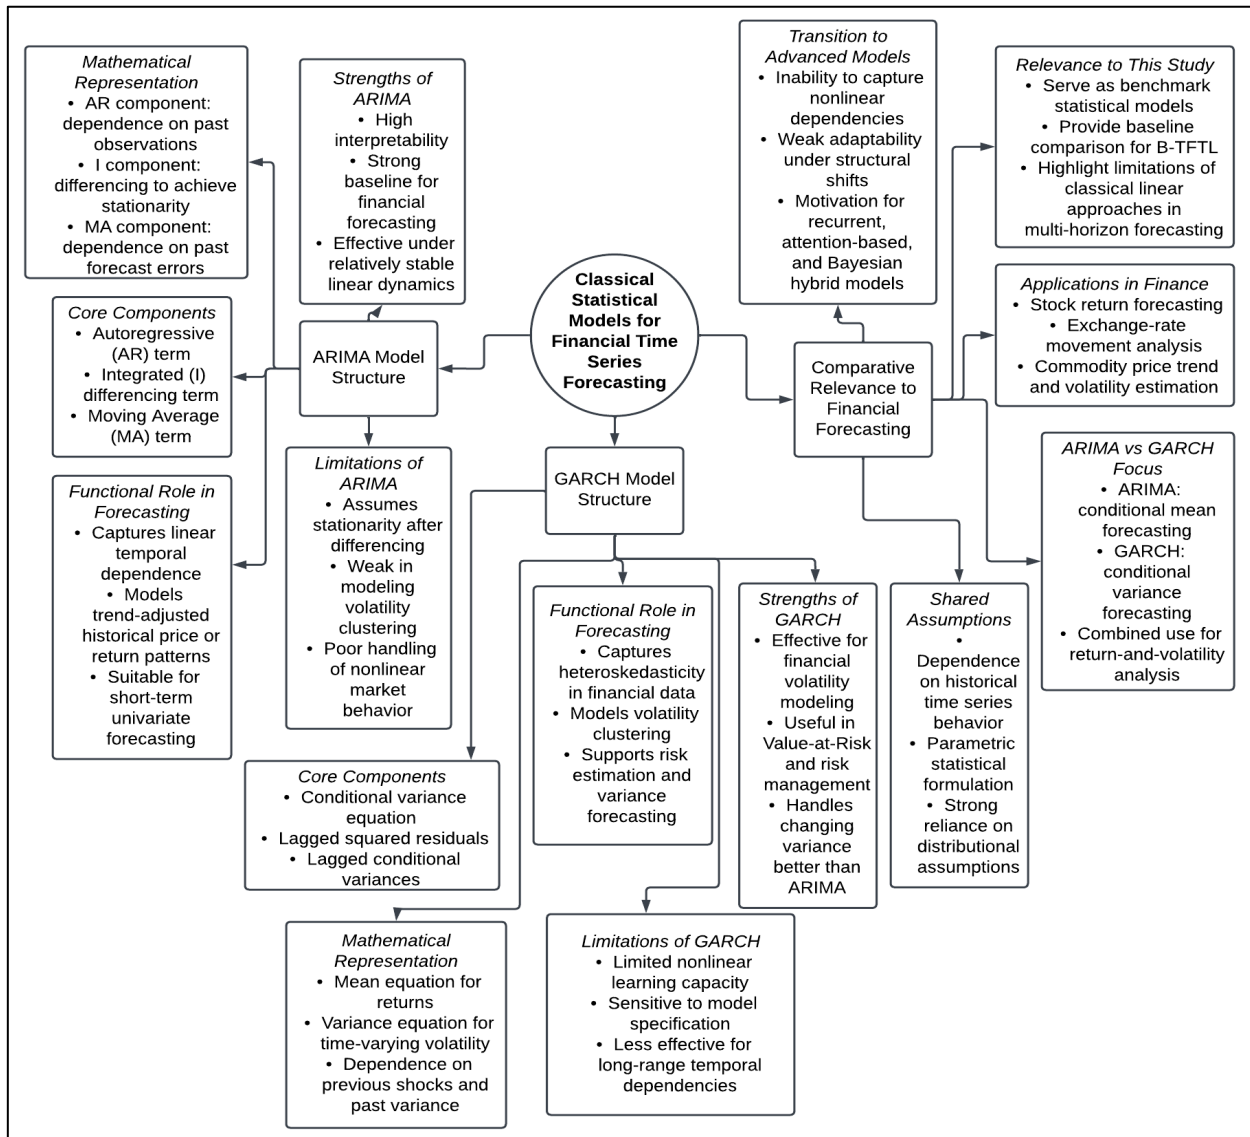 Mathematical
Representation
• AR component:
dependence on past
observations
• I component:
differencing to achieve
stationarity
• MA component:
dependence on past
forecast errors
Strengths of
ARIMA
• High
interpretability
• Strong
baseline for
financial
forecasting
• Effective under
relatively stable
linear dynamics
Transition to
Advanced Models
• Inability to capture
nonlinear
dependencies
• Weak adaptability
under structural
shifts
• Motivation for
recurrent,
attention-based,
and Bayesian
hybrid models
Relevance to This Study
• Serve as benchmark
statistical models
• Provide baseline
comparison for B-TFTL
• Highlight limitations of
classical linear
approaches in
multi-horizon forecasting
Core Components
• Autoregressive
(AR) term
• Integrated (I)
differencing term
• Moving Average
(MA) term
ARIMA Model
Structure
Classical
Statistical
Models for
Financial Time
Series
Forecasting
Comparative
Relevance to
Financial
Forecasting
Applications in Finance
• Stock return forecasting
• Exchange-rate
movement analysis
• Commodity price trend
and volatility estimation
Functional Role in
Forecasting
• Captures linear
temporal
dependence
• Models
trend-adjusted
historical price or
return patterns
• Suitable for
short-term
univariate
forecasting
Limitations of
ARIMA
• Assumes
stationarity after
differencing
• Weak in
modeling
volatility
clustering
• Poor handling
of nonlinear
market
behavior
GARCH Model
Structure
ARIMA vs GARCH
Focus
• ARIMA:
conditional mean
forecasting
• GARCH:
conditional
variance
forecasting
• Combined use for
return-and-volatility
analysis
Core Components
• Conditional variance
equation
• Lagged squared residuals
• Lagged conditional
variances
Functional Role in
Forecasting
• Captures
heteroskedasticity
in financial data
• Models volatility
clustering
• Supports risk
estimation and
variance
forecasting
Strengths of
GARCH
• Effective for
financial
volatility
modeling
• Useful in
Value-at-Risk
and risk
management
• Handles
changing
variance
better than
ARIMA
Shared
Assumptions
•
Dependence
on historical
time series
behavior
• Parametric
statistical
formulation
• Strong
reliance on
distributional
assumptions
Mathematical
Representation
• Mean equation for
returns
• Variance equation for
time-varying volatility
• Dependence on
previous shocks and
past variance
Limitations of GARCH
• Limited nonlinear
learning capacity
• Sensitive to model
specification
• Less effective for
long-range temporal
dependencies